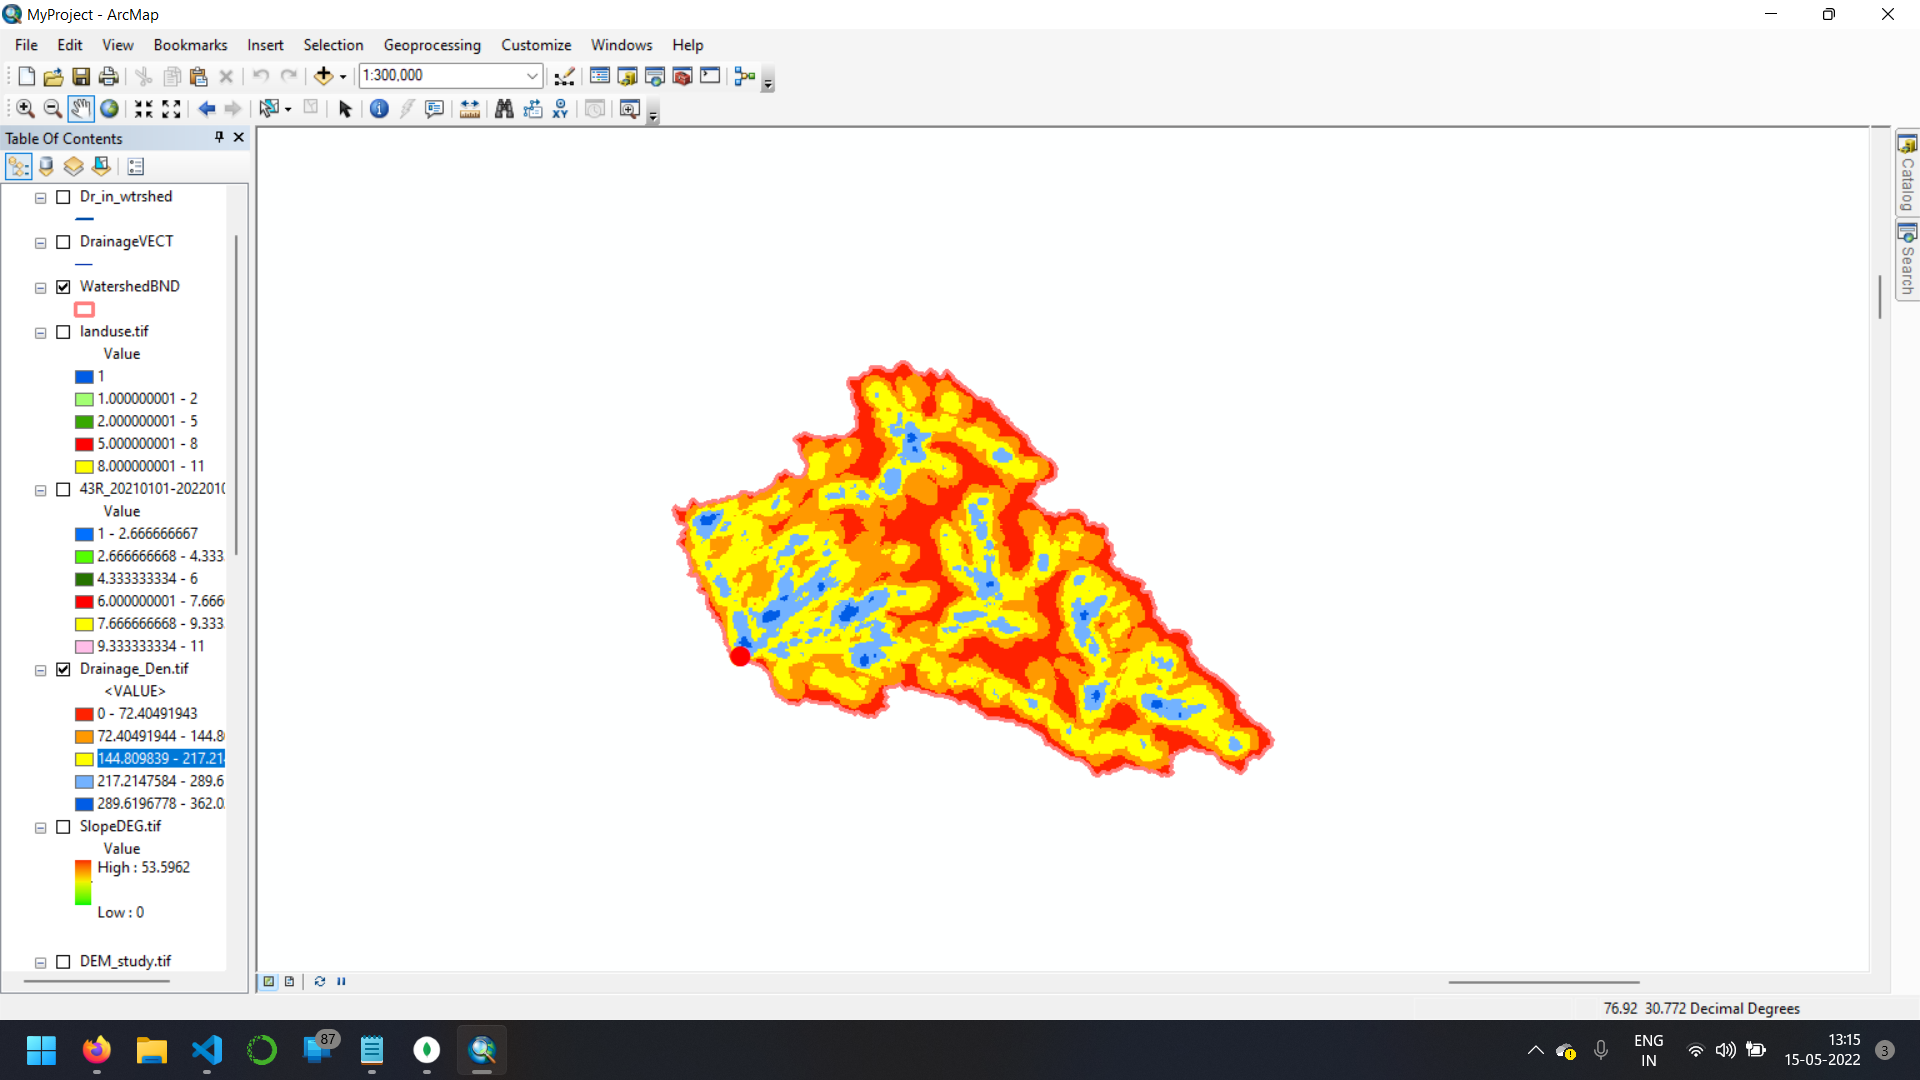 MyProject - ArcMap
File Edit View Bookmarks Insert Selection Geoprocessing Customize Windows Help
1:300,000
XY
Table Of Contents
Dr_in_wtrshed
DrainageVECT
WatershedBND
landuse.tif
Value
1
1.000000001 - 2
2.000000001 - 5
5.000000001 - 8
8.000000001 - 11
43R_20210101-2022010
Value
1 - 2.666666667
2.666666668 - 4.333
4.333333334 - 6
6.000000001 - 7.666
7.666666668 - 9.333
9.333333334 - 11
Drainage_Den.tif
<VALUE>
0 - 72.40491943
72.40491944 - 144.8
144.809839 - 217.21
217.2147584 - 289.6
289.6196778 - 362.0
SlopeDEG.tif
Value
High : 53.5962
Low : 0
DEM_study.tif
Catalog
Search
76.92 30.772 Decimal Degrees
87
ENG
IN
13:15
15-05-2022
3